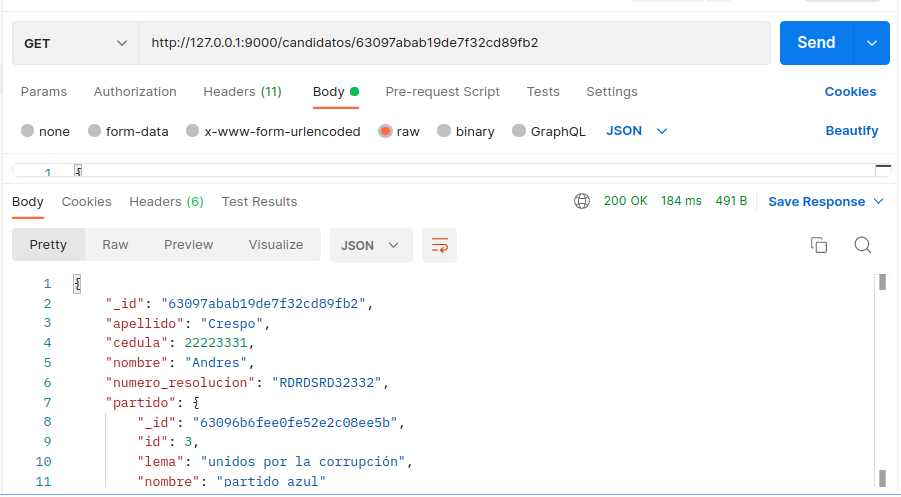 GET http://127.0.0.1:9000/candidatos/63097abab19de7f32cd89fb2 Send
Params Authorization Headers (11) Body Pre-request Script Tests Settings Cookies
none form-data x-www-form-urlencoded raw binary GraphQL JSON Beautify
1 {
Body Cookies Headers (6) Test Results 200 OK 184 ms 491 B Save Response
Pretty Raw Preview Visualize JSON
1 {
2 "_id": "63097abab19de7f32cd89fb2",
3 "apellido": "Crespo",
4 "cedula": 22223331,
5 "nombre": "Andres",
6 "numero_resolucion": "RDRDSRD32332",
7 "partido": {
8 "_id": "63096b6fee0fe52e2c08ee5b",
9 "id": 3,
10 "lema": "unidos por la corrupción",
11 "nombre": "partido azul"